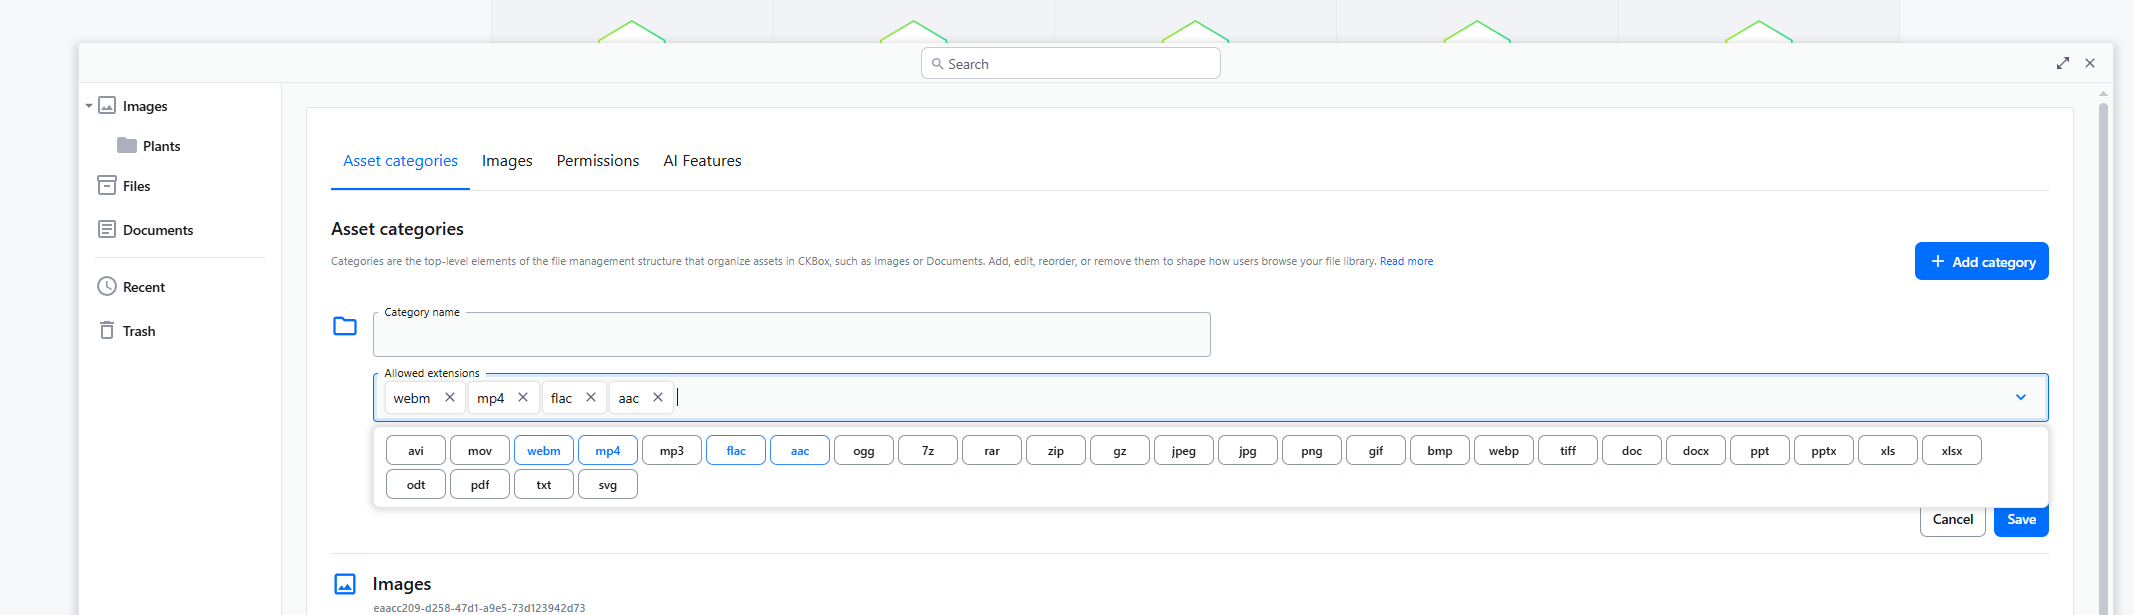 Search
Images
Plants
Files
Documents
Recent
Trash
Asset categories Images Permissions AI Features
Asset categories
Categories are the top-level elements of the file management structure that organize assets in CKBox, such as Images or Documents. Add, edit, reorder, or remove them to shape how users browse your file library. Read more
Add category
Category name
Allowed extensions
webm mp4 flac aac
avi mov webm mp4 mp3 flac aac ogg 7z rar zip gz jpeg jpg png gif bmp webp tiff doc docx ppt pptx xls xlsx
odt pdf txt svg
Cancel Save
Images
eaacc209-d258-47d1-a9e5-73d123942d73